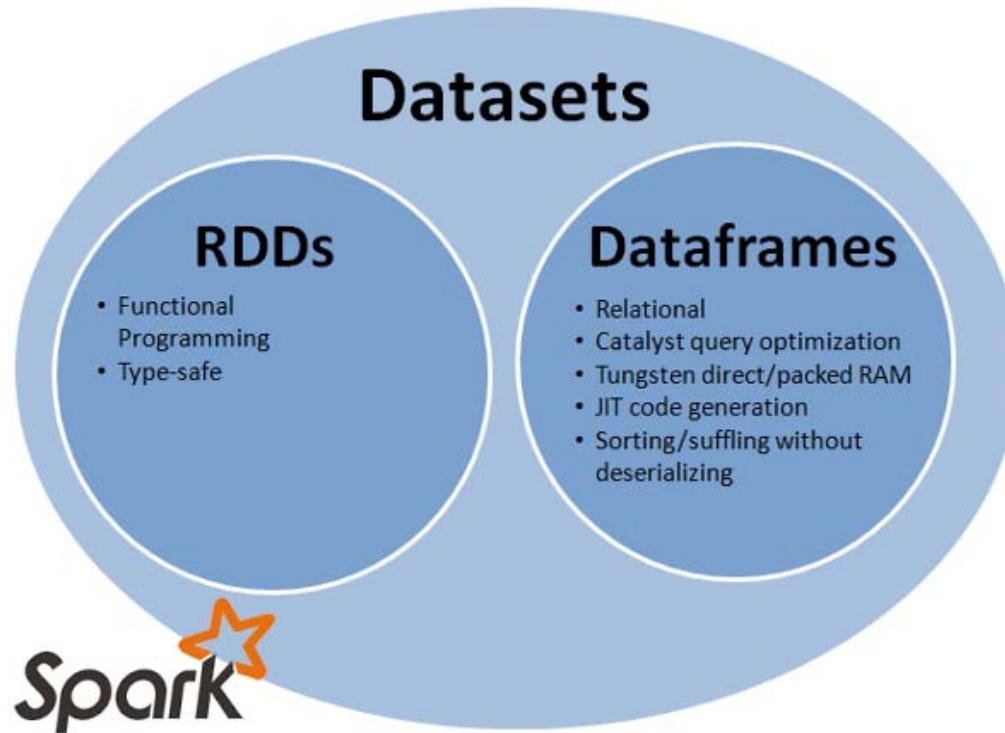 Datasets
RDDs
• Functional
Programming
• Type-safe
Dataframes
• Relational
• Catalyst query optimization
• Tungsten direct/packed RAM
• JIT code generation
• Sorting/suffling without
deserializing
Spark